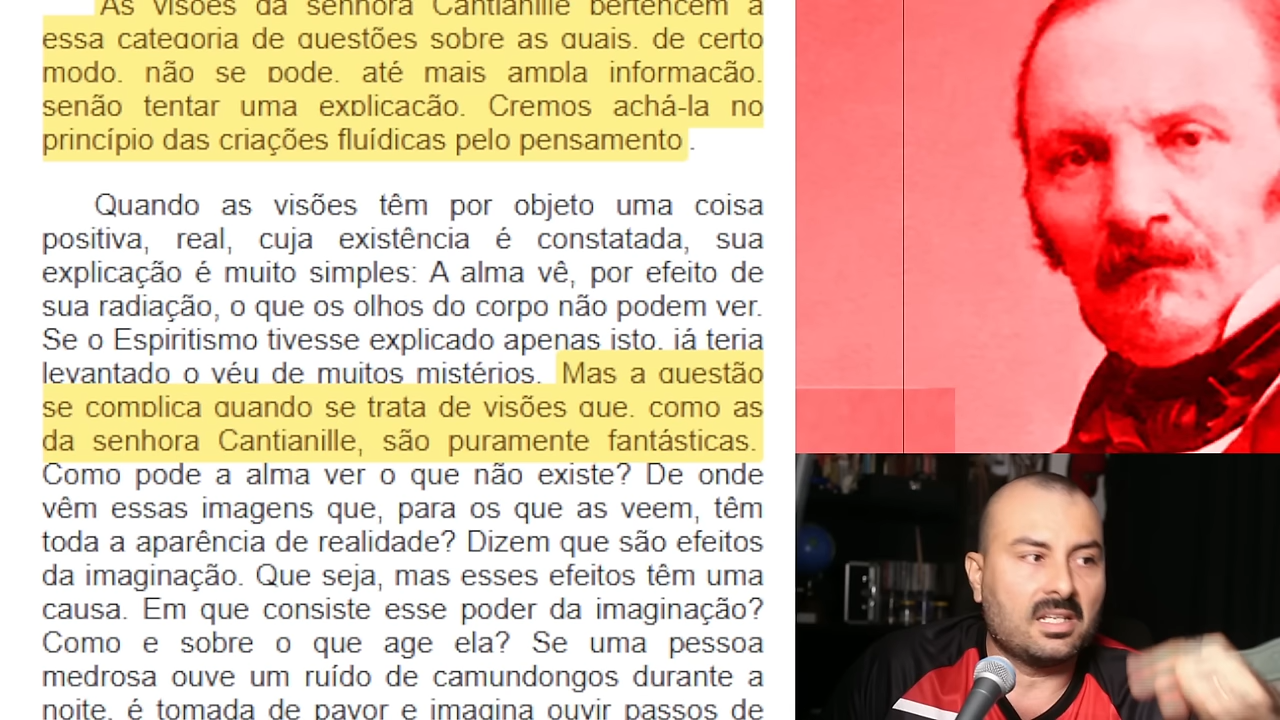 As visões da senhora Cantianille pertencem a
essa categoria de questões sobre as quais, de certo
modo, não se pode, até mais ampla informação,
senão tentar uma explicação. Cremos achá-la no
princípio das criações fluídicas pelo pensamento .
Quando as visões têm por objeto uma coisa
positiva, real, cuja existência é constatada, sua
explicação é muito simples: A alma vê, por efeito de
sua radiação, o que os olhos do corpo não podem ver.
Se o Espiritismo tivesse explicado apenas isto, já teria
levantado o véu de muitos mistérios. Mas a questão
se complica quando se trata de visões que, como as
da senhora Cantianille, são puramente fantásticas.
Como pode a alma ver o que não existe? De onde
vêm essas imagens que, para os que as veem, têm
toda a aparência de realidade? Dizem que são efeitos
da imaginação. Que seja, mas esses efeitos têm uma
causa. Em que consiste esse poder da imaginação?
Como e sobre o que age ela? Se uma pessoa
medrosa ouve um ruído de camundongos durante a
noite, é tomada de pavor e imagina ouvir passos de